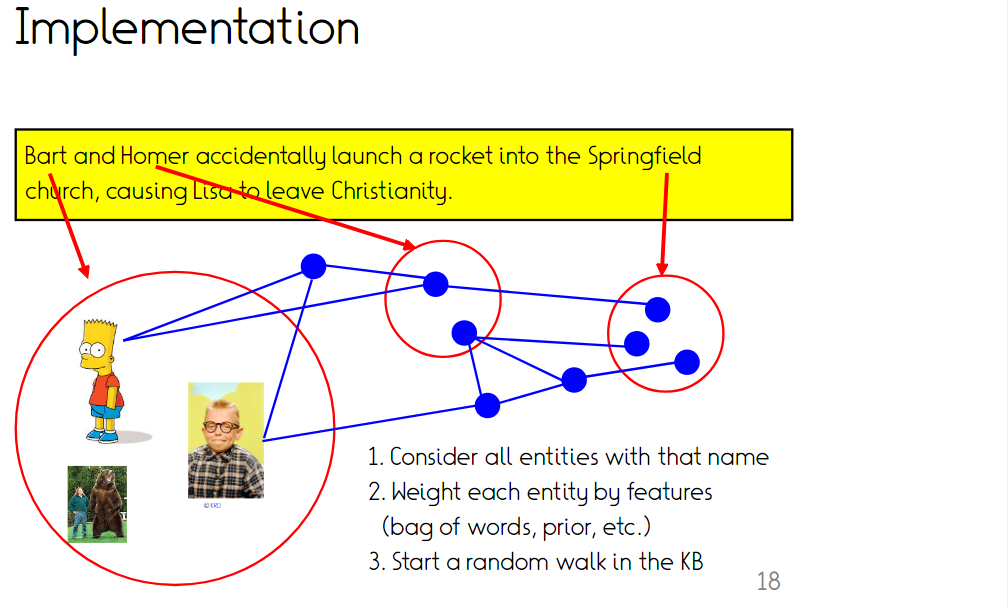 Implementation
Bart and Homer accidentally launch a rocket into the Springfield
church, causing Lisa to leave Christianity.
© KRO
1. Consider all entities with that name
2. Weight each entity by features
(bag of words, prior, etc.)
3. Start a random walk in the KB
18